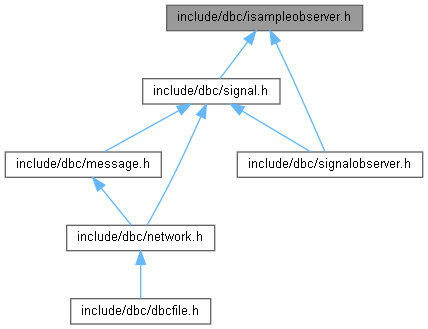 include/dbc/isampleobserver.h
include/dbc/signal.h
include/dbc/message.h
include/dbc/signalobserver.h
include/dbc/network.h
include/dbc/dbcfile.h